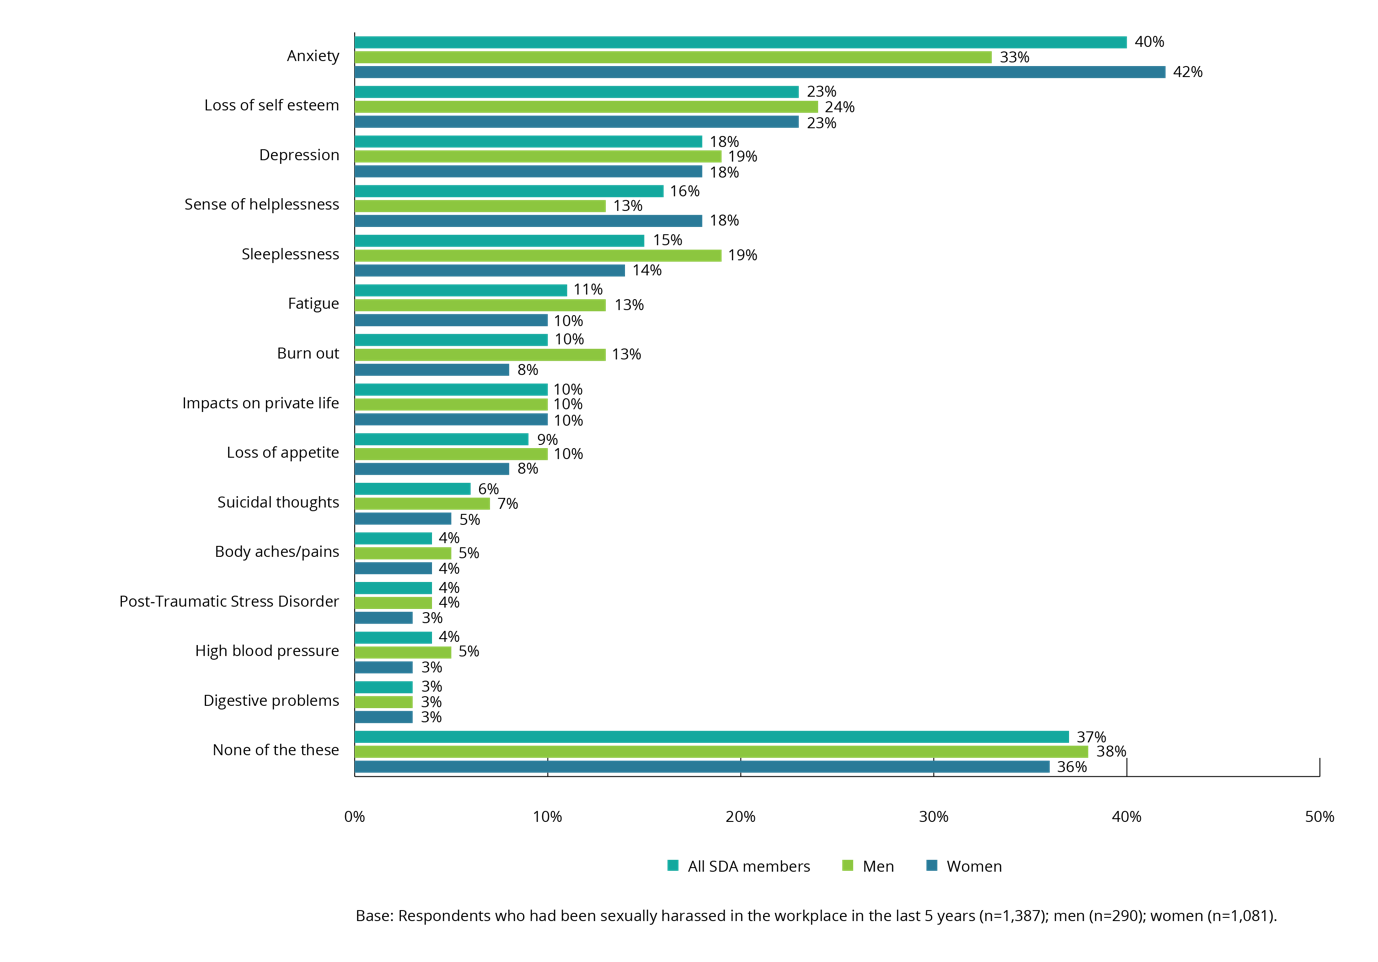 Anxiety
40%
33%
42%
Loss of self esteem
23%
24%
23%
Depression
18%
19%
18%
Sense of helplessness
16%
13%
18%
Sleeplessness
15%
19%
14%
Fatigue
11%
13%
10%
Burn out
10%
13%
8%
Impacts on private life
10%
10%
10%
Loss of appetite
9%
10%
8%
Suicidal thoughts
6%
7%
5%
Body aches/pains
4%
5%
4%
Post-Traumatic Stress Disorder
4%
4%
3%
High blood pressure
4%
5%
3%
Digestive problems
3%
3%
3%
None of the these
37%
38%
36%
0% 10% 20% 30% 40% 50%
All SDA members Men Women
Base: Respondents who had been sexually harassed in the workplace in the last 5 years (n=1,387); men (n=290); women (n=1,081).